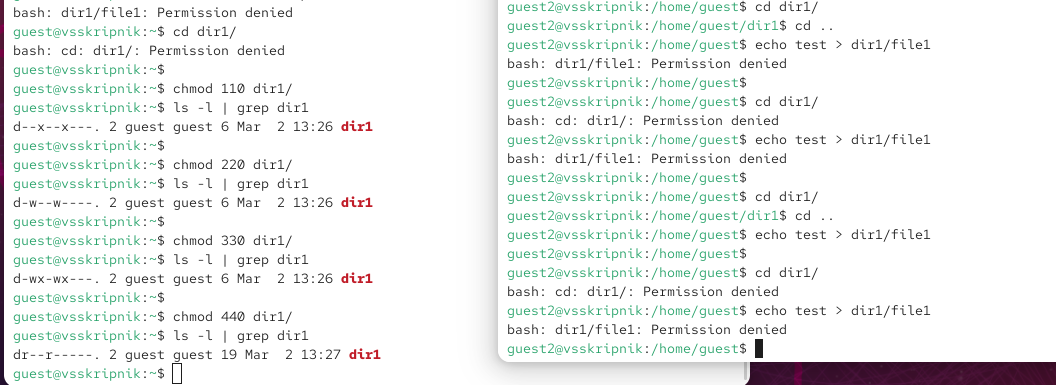 bash: dir1/file1: Permission denied
guest@vsskripnik:~$ cd dir1/
bash: cd: dir1/: Permission denied
guest@vsskripnik:~$
guest@vsskripnik:~$ chmod 110 dir1/
guest@vsskripnik:~$ ls -l | grep dir1
d--x--x---. 2 guest guest 6 Mar  2 13:26 dir1
guest@vsskripnik:~$
guest@vsskripnik:~$ chmod 220 dir1/
guest@vsskripnik:~$ ls -l | grep dir1
d-w--w----. 2 guest guest 6 Mar  2 13:26 dir1
guest@vsskripnik:~$
guest@vsskripnik:~$ chmod 330 dir1/
guest@vsskripnik:~$ ls -l | grep dir1
d-wx-wx---. 2 guest guest 6 Mar  2 13:26 dir1
guest@vsskripnik:~$
guest@vsskripnik:~$ chmod 440 dir1/
guest@vsskripnik:~$ ls -l | grep dir1
dr--r-----. 2 guest guest 19 Mar  2 13:27 dir1
guest@vsskripnik:~$
guest2@vsskripnik:/home/guest$ cd dir1/
guest2@vsskripnik:/home/guest/dir1$ cd ..
guest2@vsskripnik:/home/guest$ echo test > dir1/file1
bash: dir1/file1: Permission denied
guest2@vsskripnik:/home/guest$
guest2@vsskripnik:/home/guest$ cd dir1/
bash: cd: dir1/: Permission denied
guest2@vsskripnik:/home/guest$ echo test > dir1/file1
bash: dir1/file1: Permission denied
guest2@vsskripnik:/home/guest$
guest2@vsskripnik:/home/guest$ cd dir1/
guest2@vsskripnik:/home/guest/dir1$ cd ..
guest2@vsskripnik:/home/guest$ echo test > dir1/file1
guest2@vsskripnik:/home/guest$
guest2@vsskripnik:/home/guest$ cd dir1/
bash: cd: dir1/: Permission denied
guest2@vsskripnik:/home/guest$ echo test > dir1/file1
bash: dir1/file1: Permission denied
guest2@vsskripnik:/home/guest$